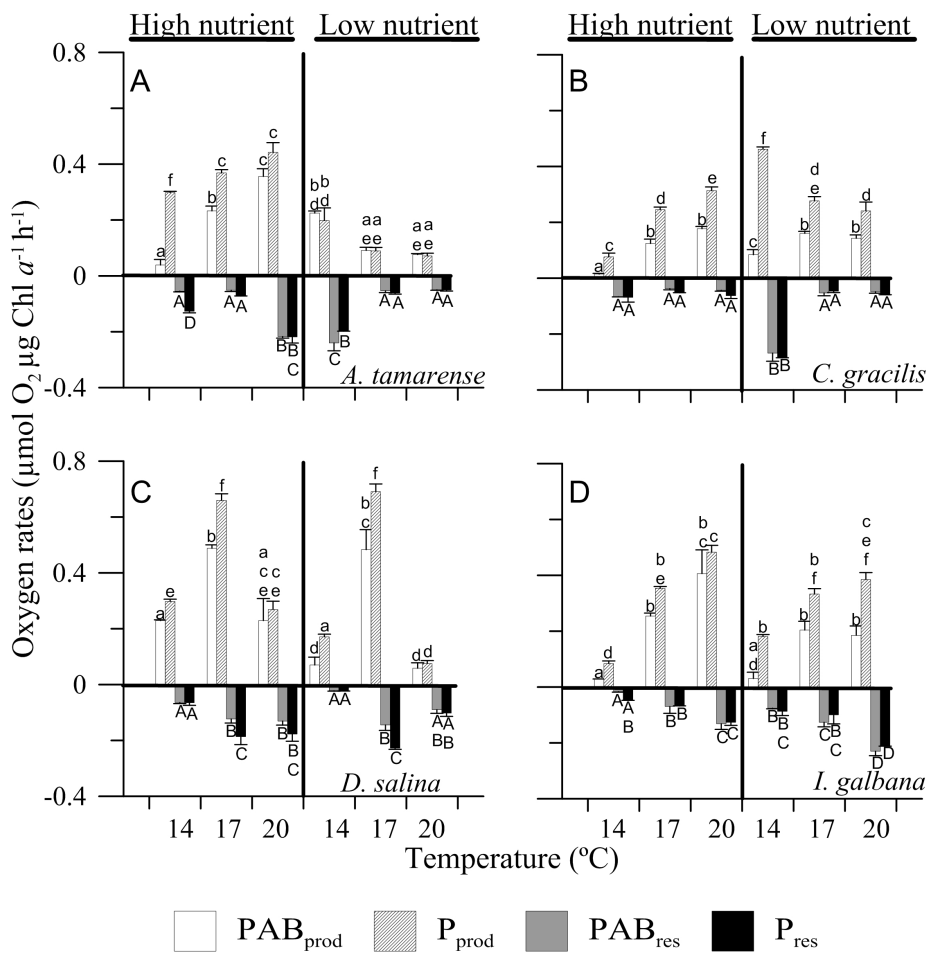 High nutrient Low nutrient High nutrient Low nutrient
0.8
A B
f
c
c c
f
b
a
b d b d
a a e e
a a e e
c
b d
b e
c f
b d e
b d
0.4
0
A D A A B B C
C B A A A A
A A A A A A
B B A A A A
-0.4
A. tamarense C. gracilis
0.8
C D
a e b f a c e c e
d a b c f d d
a d b b e b c c
a d b b b f b c e f
0.4
0
A A B C B B C
A A B C A B A B
A A B B B C C
B B C C B C D D
-0.4
D. salina I. galbana
14 17 20 14 17 20 14 17 20 14 17 20
Temperature (ºC)
Oxygen rates (µmol O2 µg Chl a-1 h-1)
PABprod Pprod PABres Pres